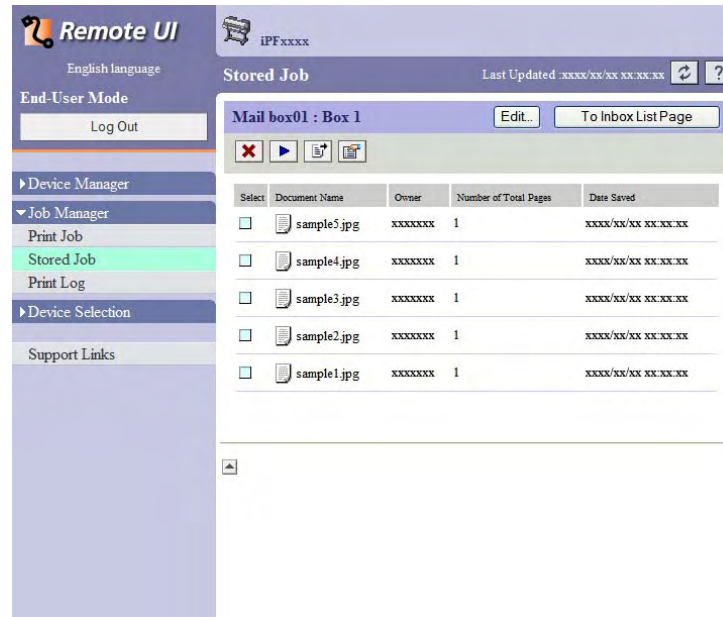 Remote UI
English language
End-User Mode
Log Out
Device Manager
Job Manager
Print Job
Stored Job
Print Log
Device Selection
Support Links
iPFxxxx
Stored Job Last Updated :xxxx/xx/xx xx:xx:xx ?
Mail box01 : Box 1 Edit... To Inbox List Page
Select Document Name Owner Number of Total Pages Date Saved
sample5.jpg xxxxxxx 1 xxxx/xx/xx xx:xx:xx
sample4.jpg xxxxxxx 1 xxxx/xx/xx xx:xx:xx
sample3.jpg xxxxxxx 1 xxxx/xx/xx xx:xx:xx
sample2.jpg xxxxxxx 1 xxxx/xx/xx xx:xx:xx
sample1.jpg xxxxxxx 1 xxxx/xx/xx xx:xx:xx